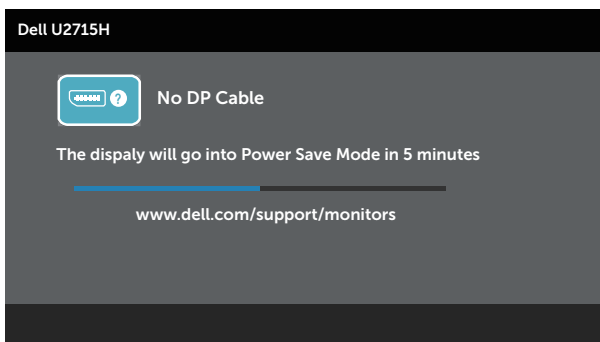 Dell U2715H
?
No DP Cable
The dispaly will go into Power Save Mode in 5 minutes
www.dell.com/support/monitors